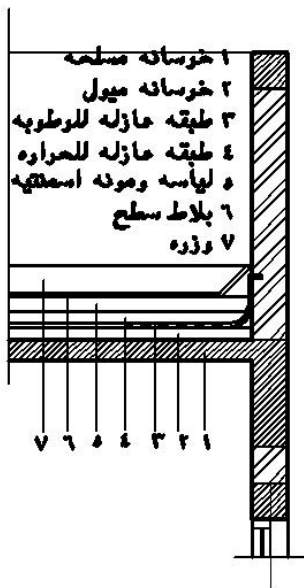 ١ خرسانه مسلحه
٢ خرسانه ميول
٣ طبقه عازله للرطوبه
٤ طبقه عازله للحراره
٥ لياسه ومونه اسمنتيه
٦ بلاط سطح
٧ وزره
٧ ٦ ٥ ٤ ٣ ٢ ١